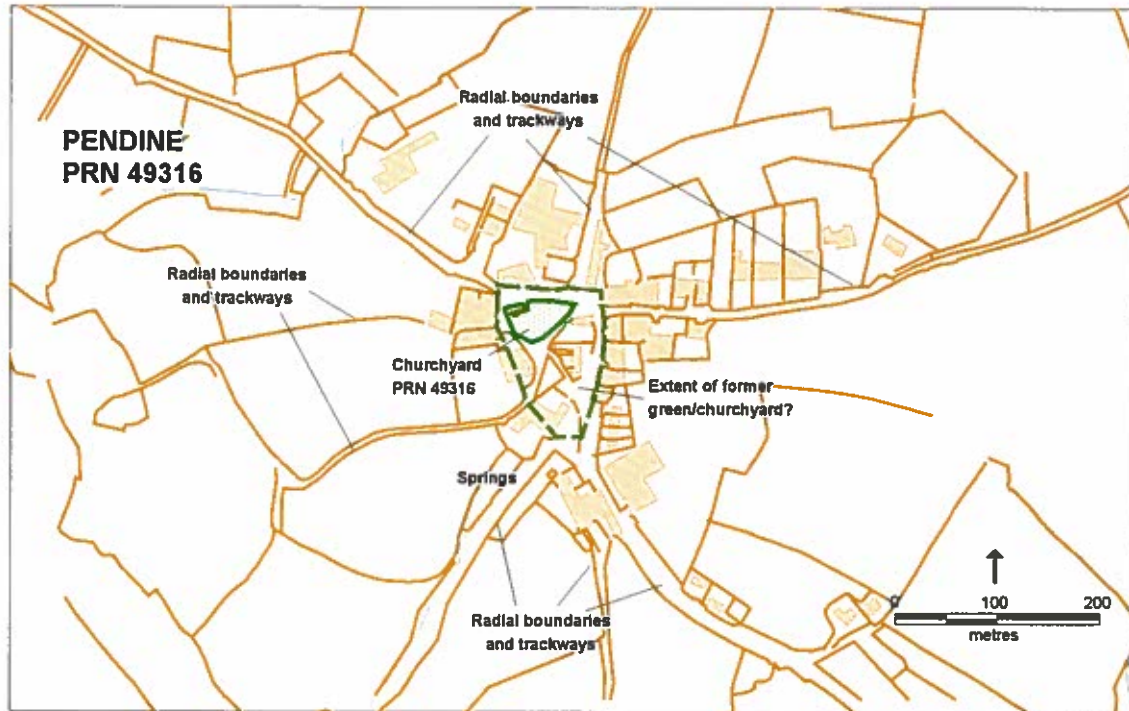 Radial boundaries
and trackways
PENDINE
PRN 49316
Radial boundaries
and trackways
Churchyard
PRN 49316
Extent of former
green/churchyard?
Springs
0 100 200
metres
Radial boundaries
and trackways